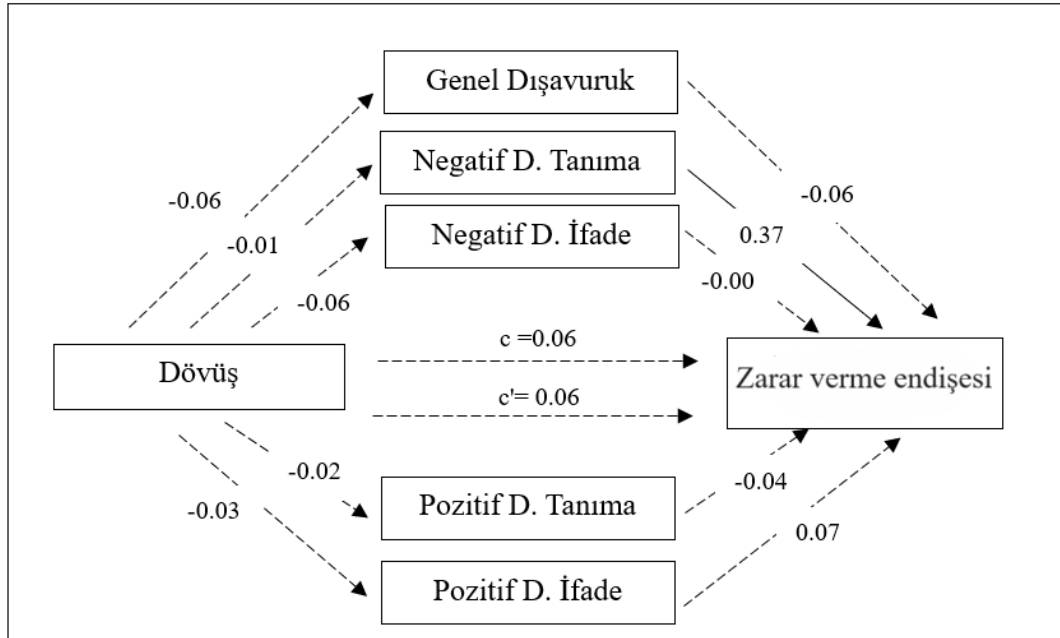 Genel Dışavuruk
Negatif D. Tanıma
-0.06
-0.06
0.37
-0.01
Negatif D. İfade
-0.00
-0.06
c =0.06
Dövüş
Zarar verme endişesi
c'= 0.06
-0.02
-0.04
Pozitif D. Tanıma
-0.03
0.07
Pozitif D. İfade